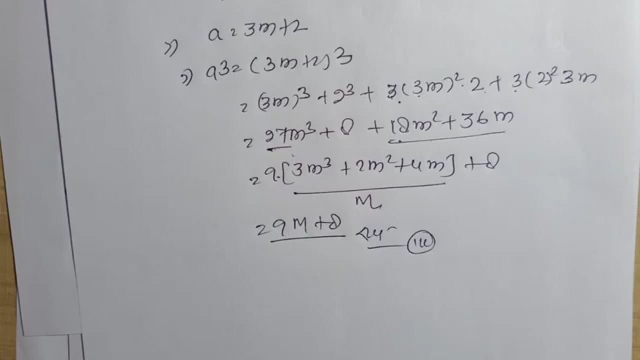 ⇒ a = 3m+2
⇒ a3 = (3m+2)3
= (3m)³ + 2³ + 3(3m)².2 + 3(2)² 3m
= 27m³ + 8 + 18m² + 36m
= 9.[3m³ + 2m² + 4m] + 8
M
= 9M + 8